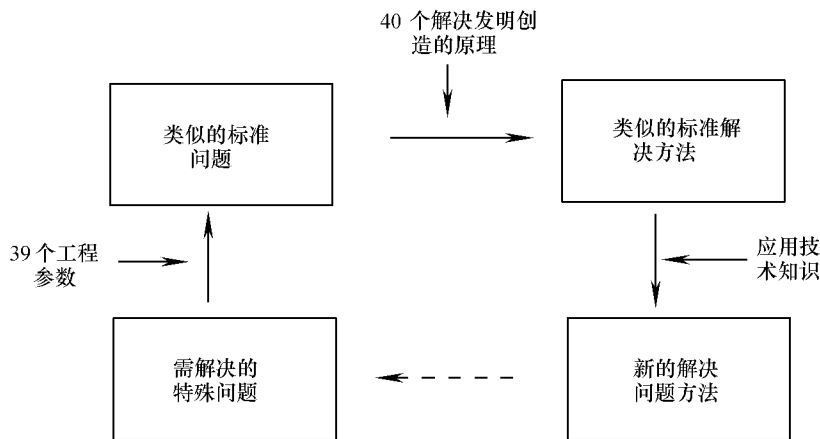 40 个解决发明创
造的原理
类似的标准
问题
类似的标准解
决方法
39个工程
参数
应用技
术知识
需解决的
特殊问题
新的解决
问题方法